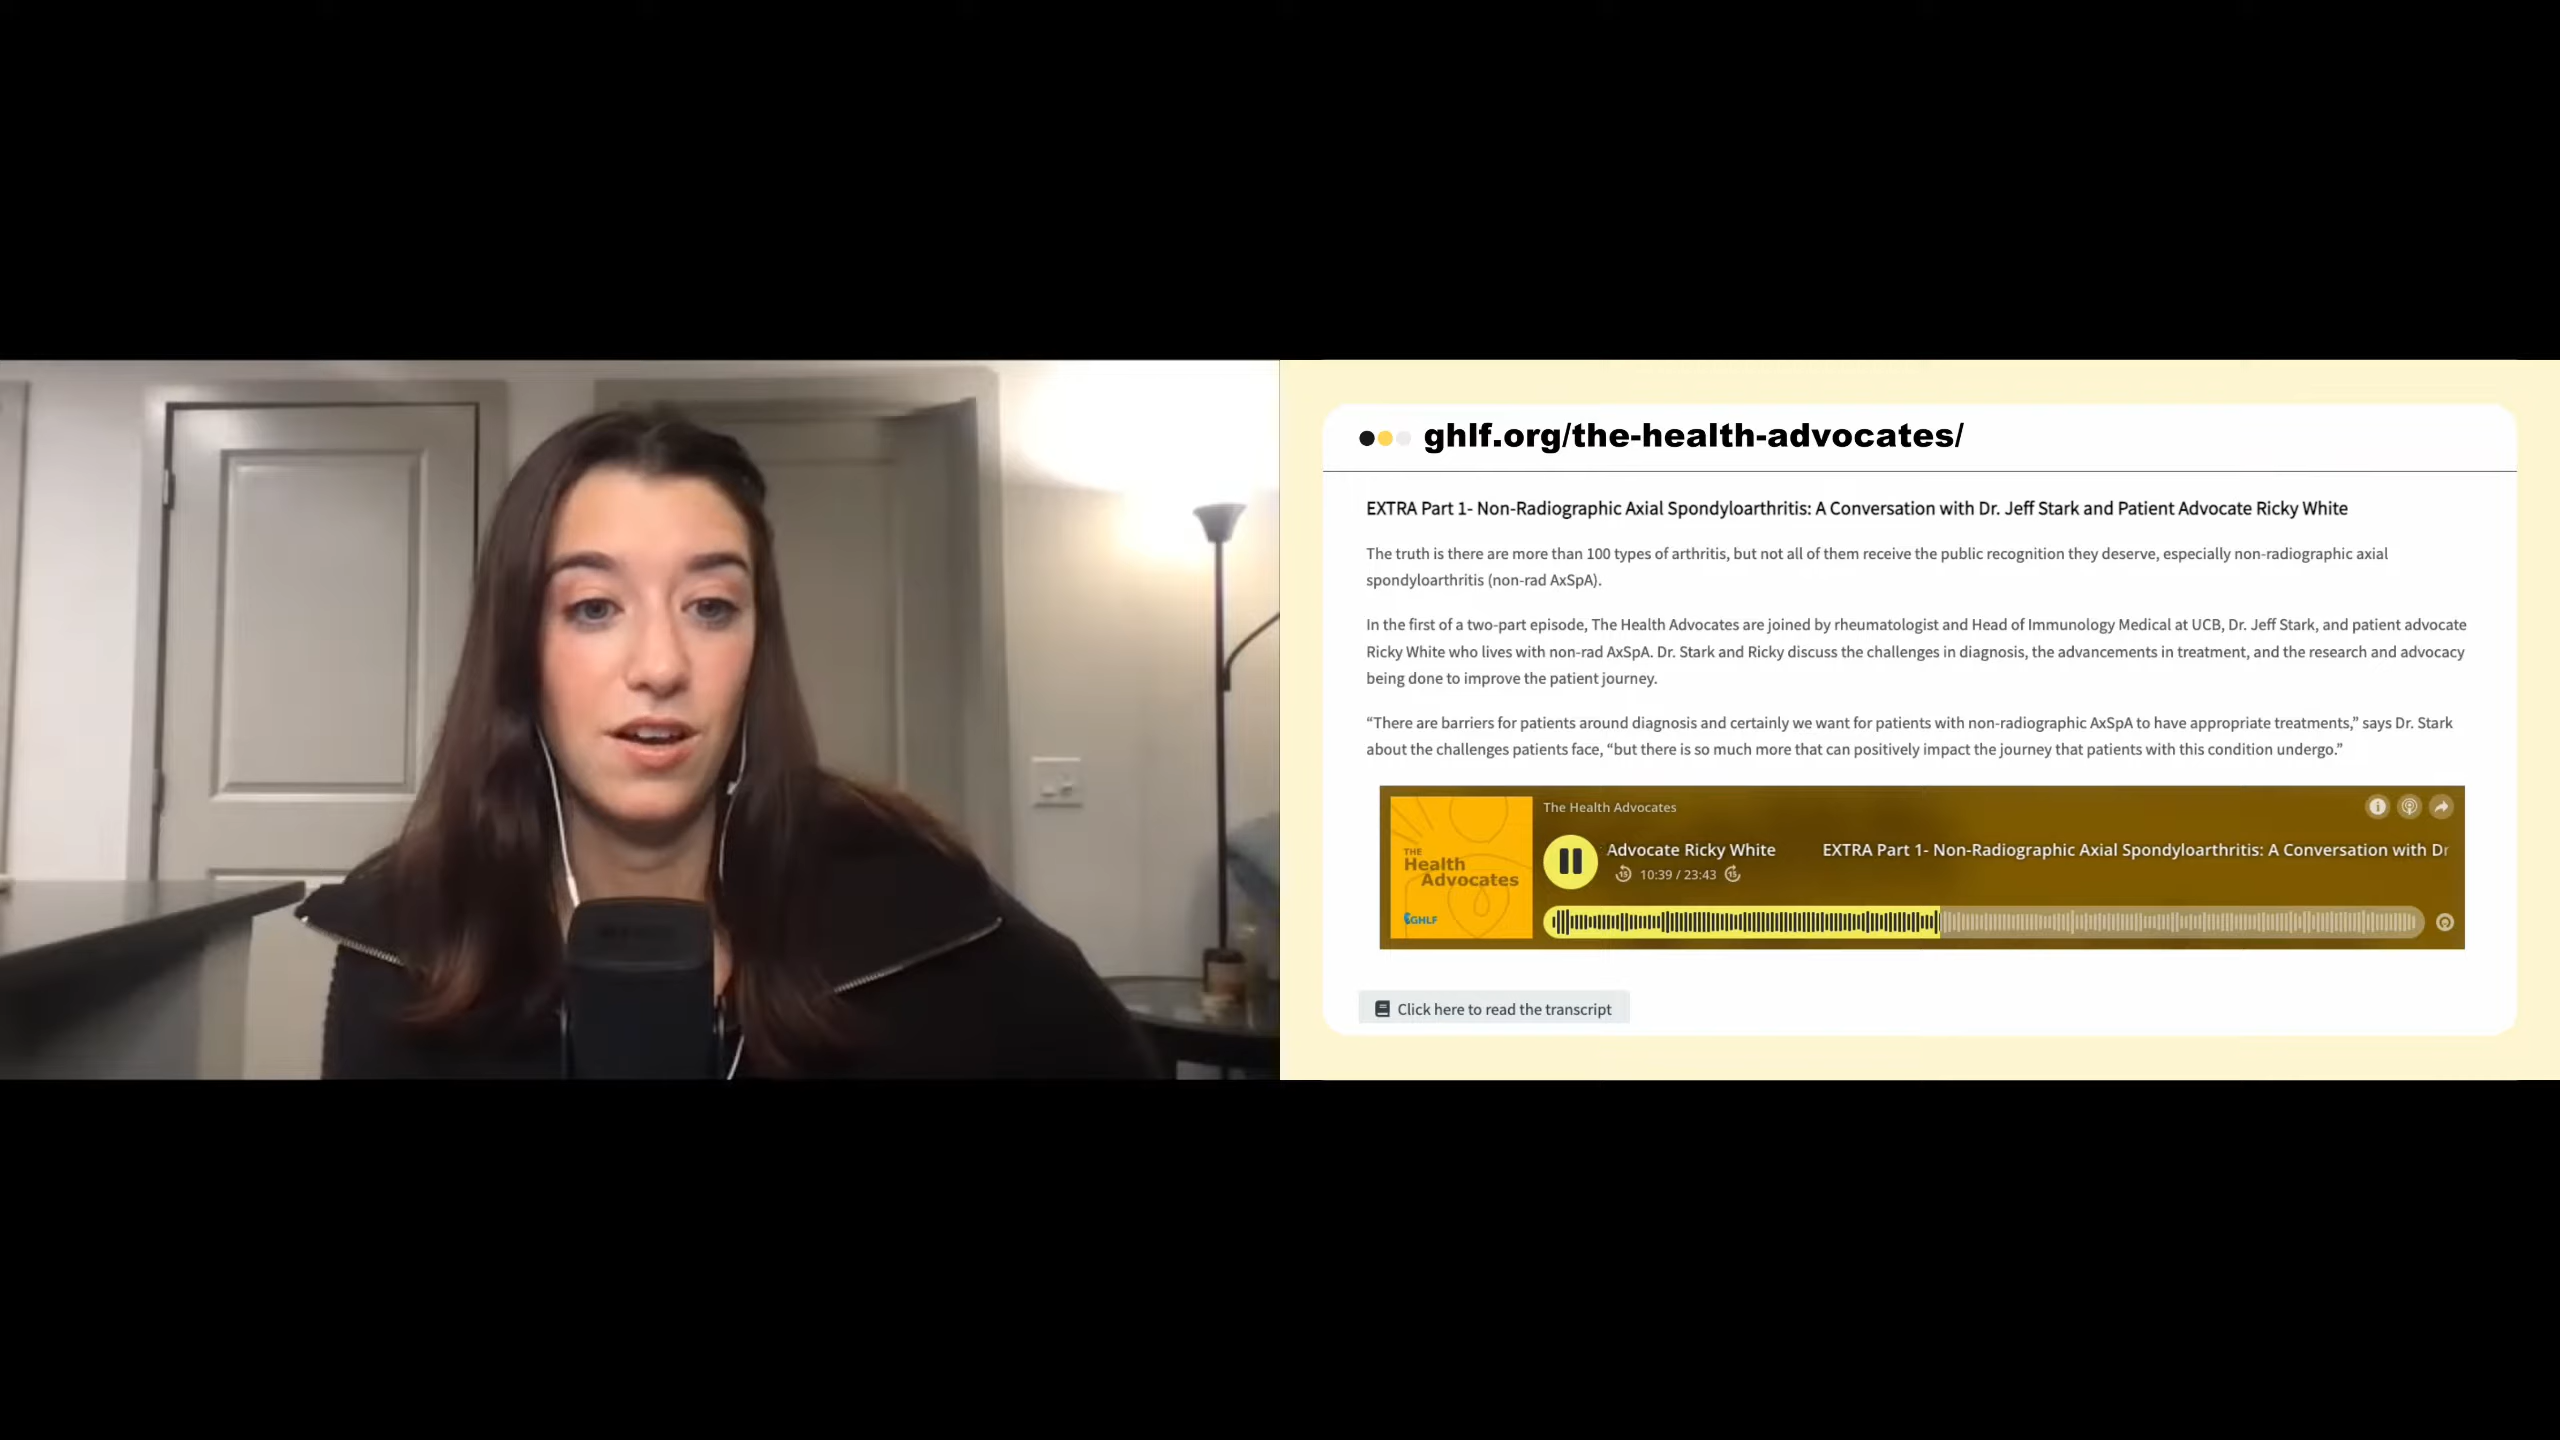 ghlf.org/the-health-advocates/
EXTRA Part 1- Non-Radiographic Axial Spondyloarthritis: A Conversation with Dr. Jeff Stark and Patient Advocate Ricky White
The truth is there are more than 100 types of arthritis, but not all of them receive the public recognition they deserve, especially non-radiographic axial
spondyloarthritis (non-rad AxSpA).
In the first of a two-part episode, The Health Advocates are joined by rheumatologist and Head of Immunology Medical at UCB, Dr. Jeff Stark, and patient advocate
Ricky White who lives with non-rad AxSpA. Dr. Stark and Ricky discuss the challenges in diagnosis, the advancements in treatment, and the research and advocacy
being done to improve the patient journey.
“There are barriers for patients around diagnosis and certainly we want for patients with non-radiographic AxSpA to have appropriate treatments,” says Dr. Stark
about the challenges patients face, “but there is so much more that can positively impact the journey that patients with this condition undergo.”
The Health Advocates
Advocate Ricky White EXTRA Part 1- Non-Radiographic Axial Spondyloarthritis: A Conversation with Dr
15 10:39 / 23:43 15
THE
Health
Advocates
GHLF
Click here to read the transcript